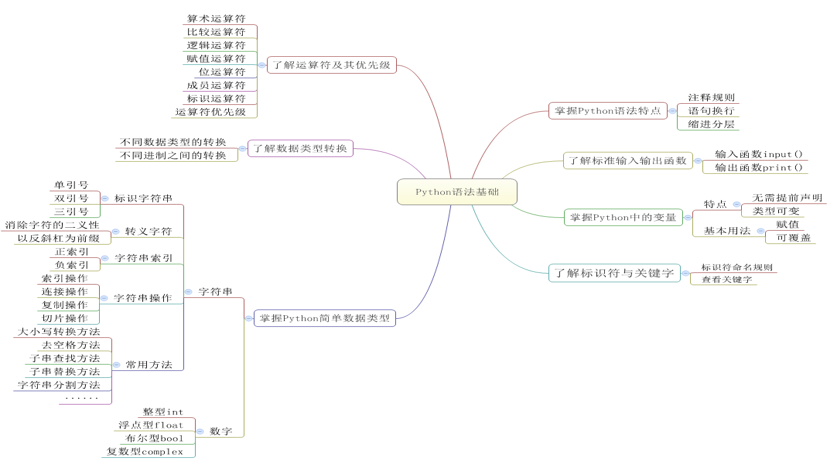 Python语法基础
掌握Python语法特点
注释规则
语句换行
缩进分层
了解标准输入输出函数
输入函数input()
输出函数print()
掌握Python中的变量
特点
无需提前声明
类型可变
基本用法
赋值
可覆盖
了解标识符与关键字
标识符命名规则
查看关键字
了解运算符及其优先级
算术运算符
比较运算符
逻辑运算符
赋值运算符
位运算符
成员运算符
标识运算符
运算符优先级
了解数据类型转换
不同数据类型的转换
不同进制之间的转换
掌握Python简单数据类型
字符串
标识字符串
单引号
双引号
三引号
转义字符
消除字符的二义性
以反斜杠为前缀
字符串索引
正索引
负索引
字符串操作
索引操作
连接操作
复制操作
切片操作
常用方法
大小写转换方法
去空格方法
子串查找方法
子串替换方法
字符串分割方法
······
数字
整型int
浮点型float
布尔型bool
复数型complex